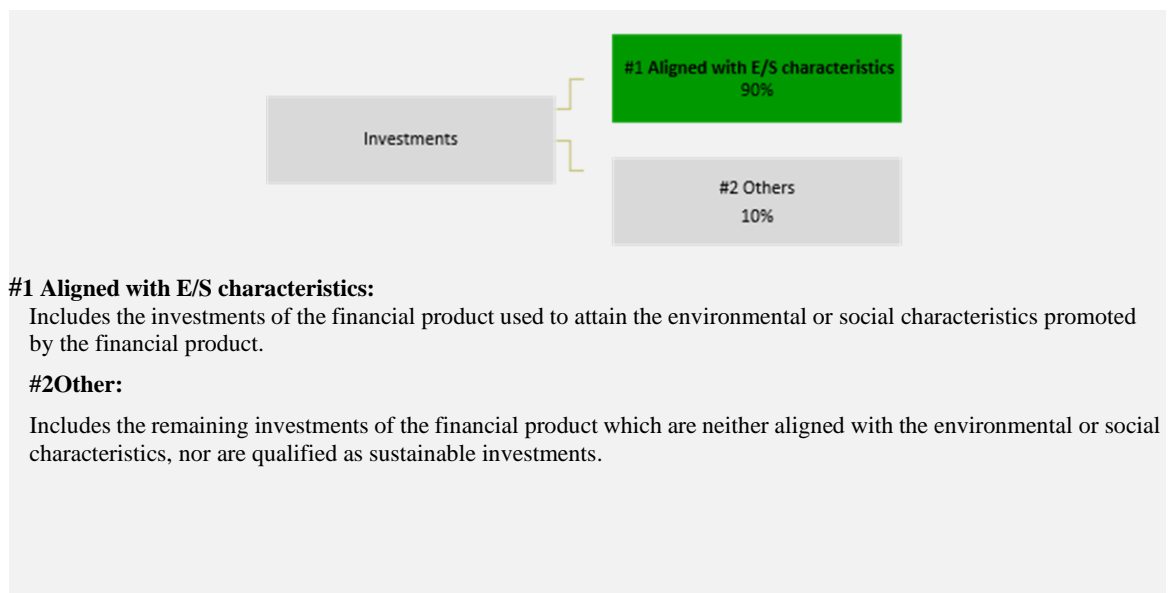 #1 Aligned with E/S characteristics
90%
Investments
#2 Others
10%
#1 Aligned with E/S characteristics:
Includes the investments of the financial product used to attain the environmental or social characteristics promoted
by the financial product.
#2Other:
Includes the remaining investments of the financial product which are neither aligned with the environmental or social
characteristics, nor are qualified as sustainable investments.